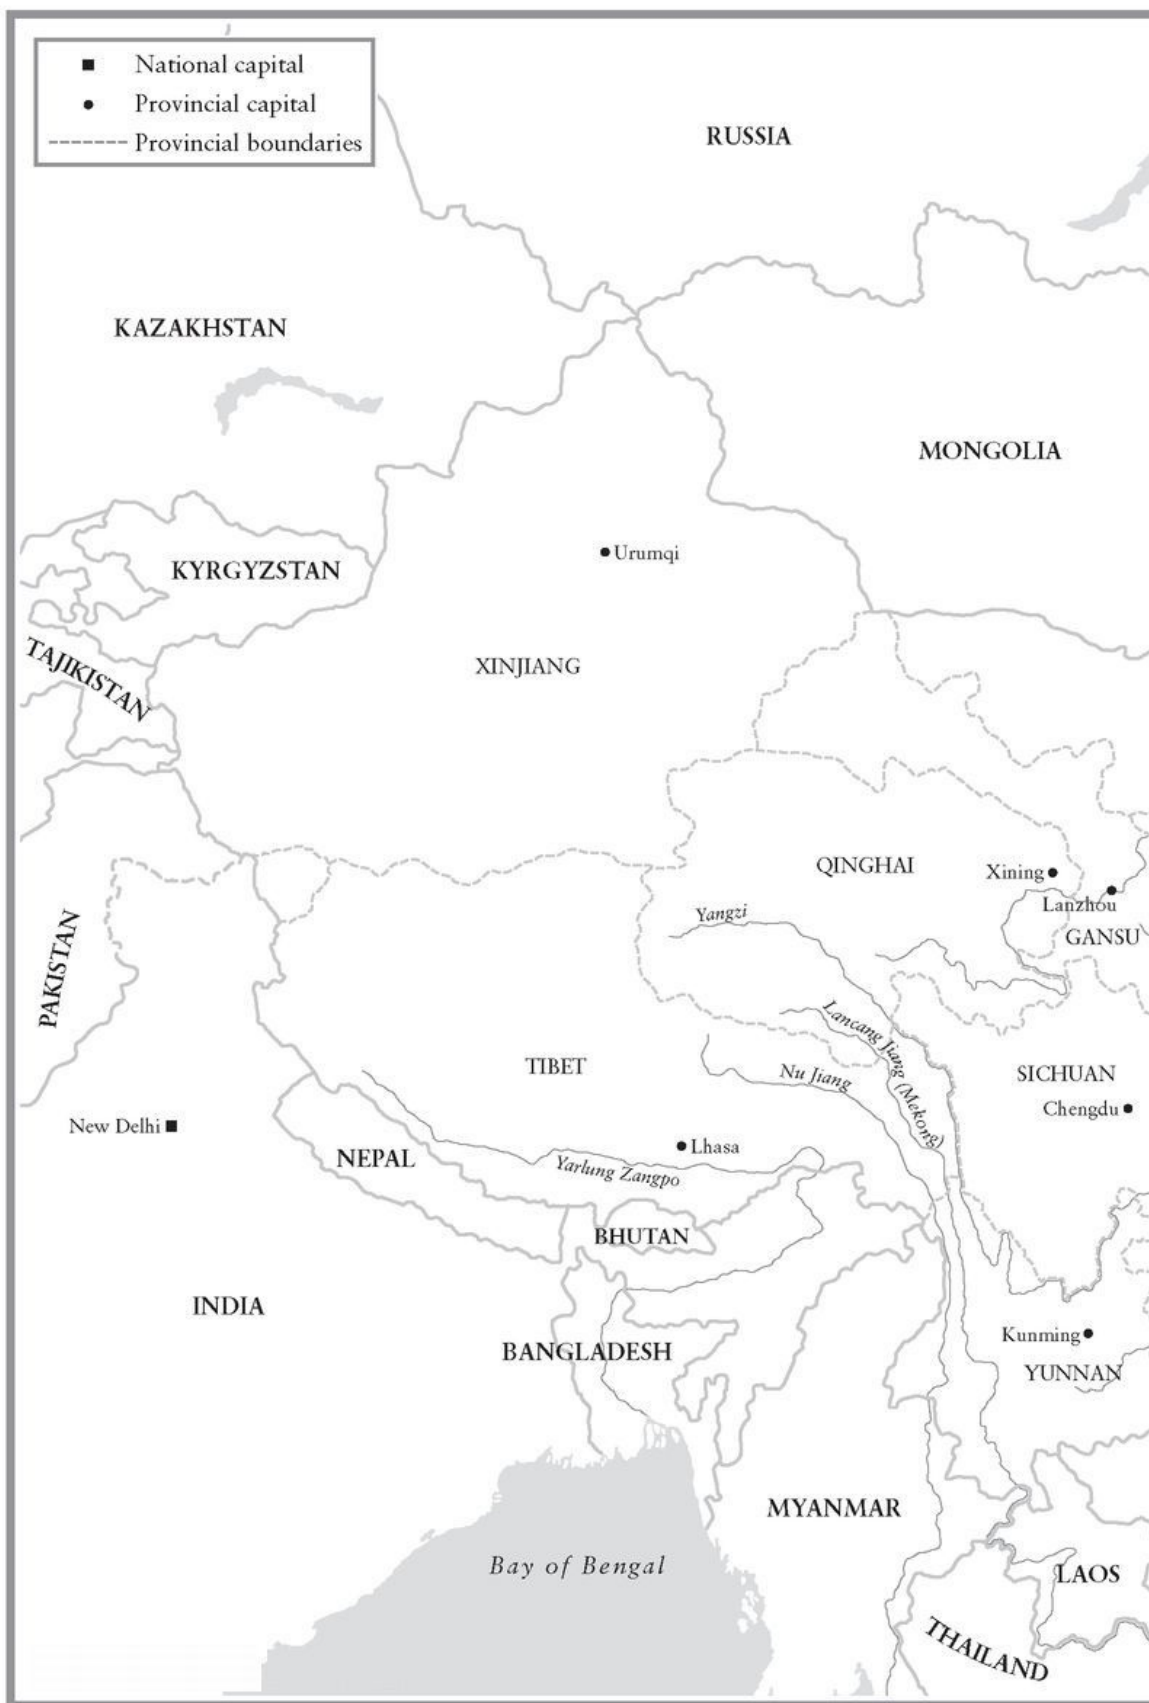 National capital
Provincial capital
Provincial boundaries
RUSSIA
KAZAKHSTAN
MONGOLIA
Urumqi
KYRGYZSTAN
TAJIKISTAN
XINJIANG
QINGHAI
Xining
Lanzhou
GANSU
Yangzi
PAKISTAN
Lancang Jiang (Mekong)
TIBET
Nu Jiang
SICHUAN
Chengdu
New Delhi
Lhasa
NEPAL
Yarlung Zangpo
BHUTAN
INDIA
Kunming
BANGLADESH
YUNNAN
MYANMAR
Bay of Bengal
LAOS
THAILAND